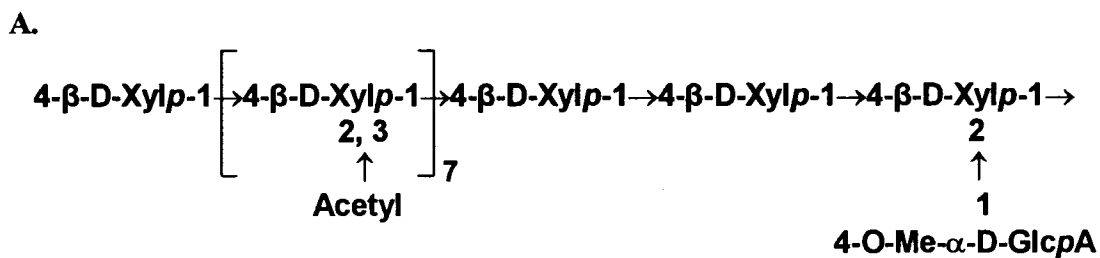 A.
4-β-D-Xylp-1→[4-β-D-Xylp-1]→4-β-D-Xylp-1→4-β-D-Xylp-1→4-β-D-Xylp-1→
2, 3 2
↑ 7 ↑
Acetyl 1
4-O-Me-α-D-GlcpA